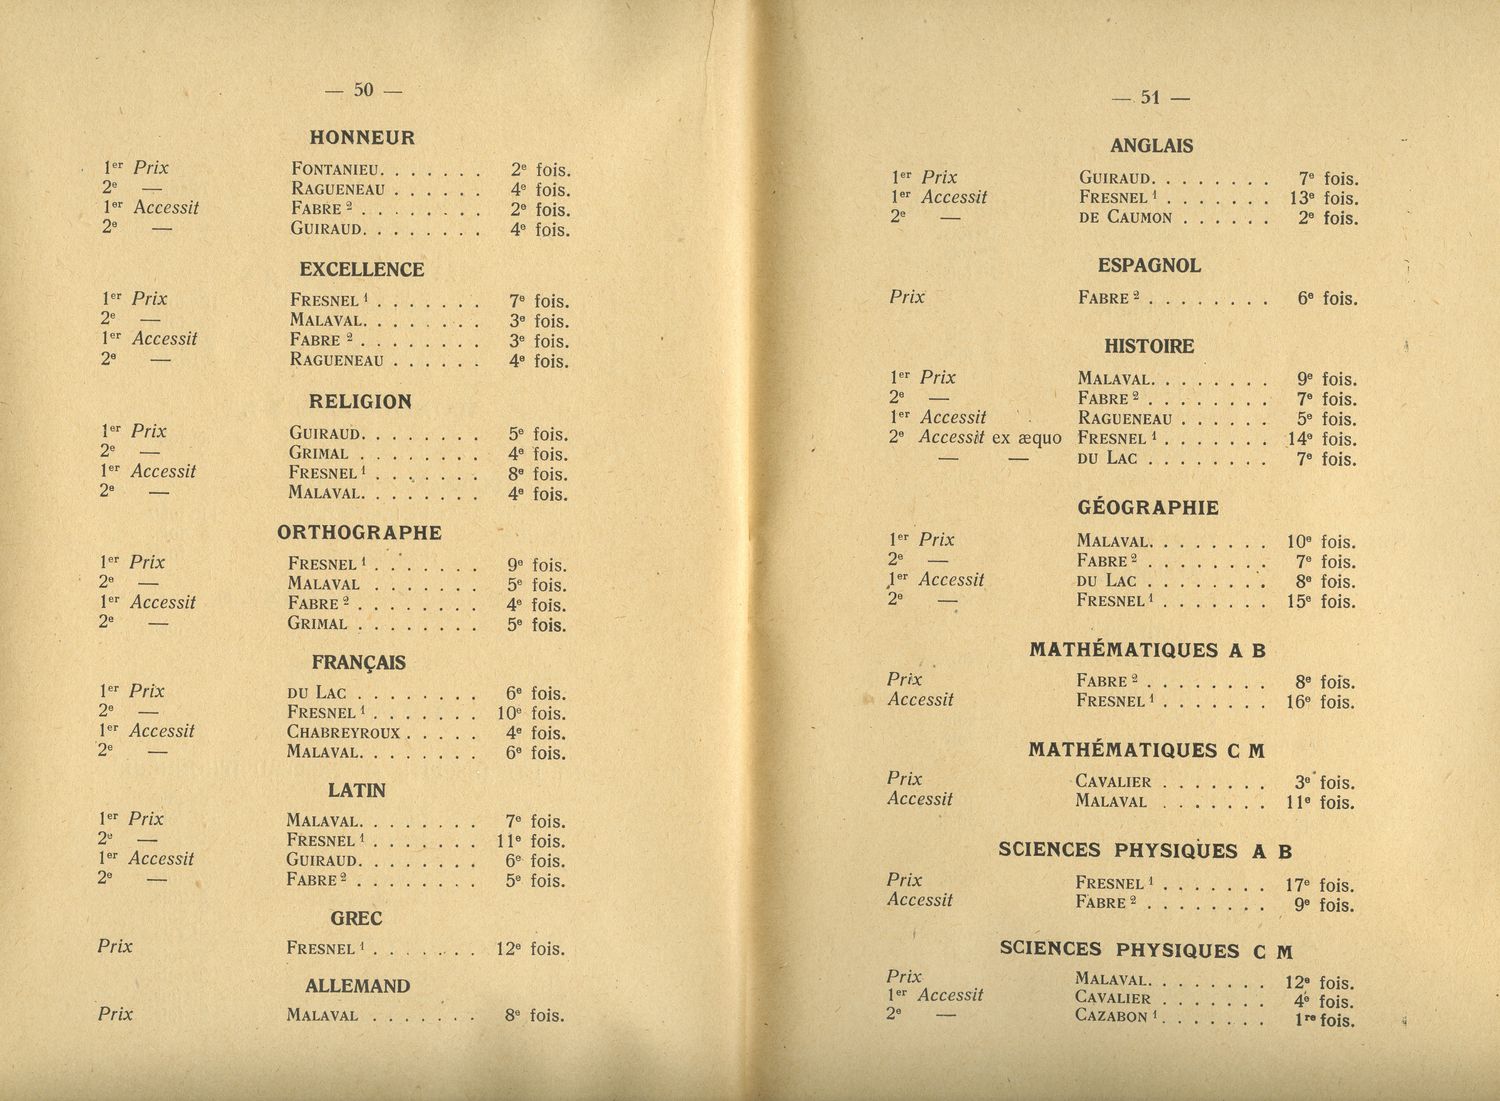 — 50 —
HONNEUR
1er Prix FONTANIEU. . . . . . . 2e fois.
2e — RAGUENEAU . . . . . . 4e fois.
1er Accessit FABRE 2 . . . . . . . . 2e fois.
2e — GUIRAUD. . . . . . . . 4e fois.
EXCELLENCE
1er Prix FRESNEL 1 . . . . . . . 7e fois.
2e — MALAVAL. . . . . . . . 3e fois.
1er Accessit FABRE 2 . . . . . . . . 3e fois.
2e — RAGUENEAU . . . . . . 4e fois.
RELIGION
1er Prix GUIRAUD. . . . . . . . 5e fois.
2e — GRIMAL . . . . . . . . 4e fois.
1er Accessit FRESNEL 1 . . . . . . . 8e fois.
2e — MALAVAL. . . . . . . . 4e fois.
ORTHOGRAPHE
1er Prix FRESNEL 1 . . . . . . . 9e fois.
2e — MALAVAL . . . . . . . 5e fois.
1er Accessit FABRE 2 . . . . . . . . 4e fois.
2e — GRIMAL . . . . . . . . 5e fois.
FRANÇAIS
1er Prix DU LAC . . . . . . . . 6e fois.
2e — FRESNEL 1 . . . . . . . 10e fois.
1er Accessit CHABREYROUX . . . . . 4e fois.
2e — MALAVAL. . . . . . . . 6e fois.
LATIN
1er Prix MALAVAL. . . . . . . . 7e fois.
2e — FRESNEL 1 . . . . . . . 11e fois.
1er Accessit GUIRAUD. . . . . . . . 6e fois.
2e — FABRE 2 . . . . . . . . 5e fois.
GREC
Prix FRESNEL 1 . . . . . . . 12e fois.
ALLEMAND
Prix MALAVAL . . . . . . . 8e fois.
— 51 —
ANGLAIS
1er Prix GUIRAUD. . . . . . . . 7e fois.
1er Accessit FRESNEL 1 . . . . . . . 13e fois.
2e — DE CAUMON . . . . . . 2e fois.
ESPAGNOL
Prix FABRE 2 . . . . . . . . 6e fois.
HISTOIRE
1er Prix MALAVAL. . . . . . . . 9e fois.
2e — FABRE 2 . . . . . . . . 7e fois.
1er Accessit RAGUENEAU . . . . . . 5e fois.
2e Accessit ex æquo FRESNEL 1 . . . . . . . 14e fois.
— — DU LAC . . . . . . . . 7e fois.
GÉOGRAPHIE
1er Prix MALAVAL. . . . . . . . 10e fois.
2e — FABRE 2 . . . . . . . . 7e fois.
1er Accessit DU LAC . . . . . . . . 8e fois.
2e — FRESNEL 1 . . . . . . . 15e fois.
MATHÉMATIQUES A B
Prix FABRE 2 . . . . . . . . 8e fois.
Accessit FRESNEL 1 . . . . . . . 16e fois.
MATHÉMATIQUES C M
Prix CAVALIER . . . . . . . 3e fois.
Accessit MALAVAL . . . . . . . 11e fois.
SCIENCES PHYSIQUES A B
Prix FRESNEL 1 . . . . . . . 17e fois.
Accessit FABRE 2 . . . . . . . . 9e fois.
SCIENCES PHYSIQUES C M
Prix MALAVAL. . . . . . . . 12e fois.
1er Accessit CAVALIER . . . . . . . 4e fois.
2e — CAZABON 1. . . . . . . 1re fois.